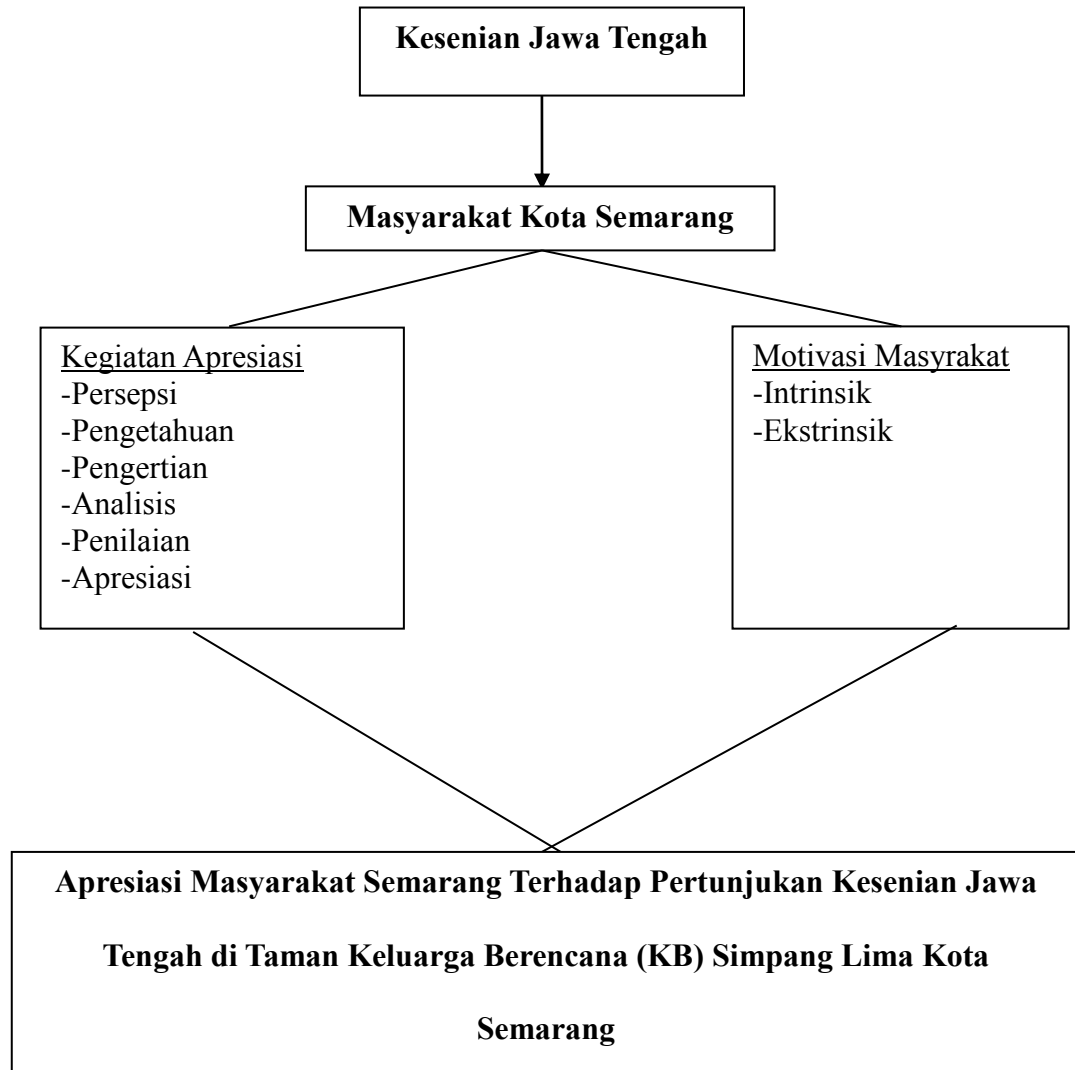 Kesenian Jawa Tengah
Masyarakat Kota Semarang
Kegiatan Apresiasi
-Persepsi
-Pengetahuan
-Pengertian
-Analisis
-Penilaian
-Apresiasi
Motivasi Masyrakat
-Intrinsik
-Ekstrinsik
Apresiasi Masyarakat Semarang Terhadap Pertunjukan Kesenian Jawa
Tengah di Taman Keluarga Berencana (KB) Simpang Lima Kota
Semarang